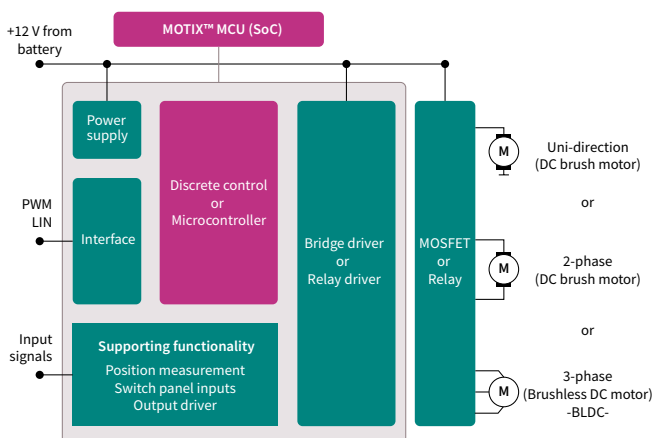 MOTIX™ MCU (SoC)
+12 V from
battery
Power
supply
Discrete control
or
Microcontroller
PWM
LIN
Interface
Bridge driver
or
Relay driver
MOSFET
or
Relay
M
Uni-direction
(DC brush motor)
or
M
2-phase
(DC brush motor)
or
Input
signals
Supporting functionality
Position measurement
Switch panel inputs
Output driver
M
3-phase
(Brushless DC motor)
-BLDC-